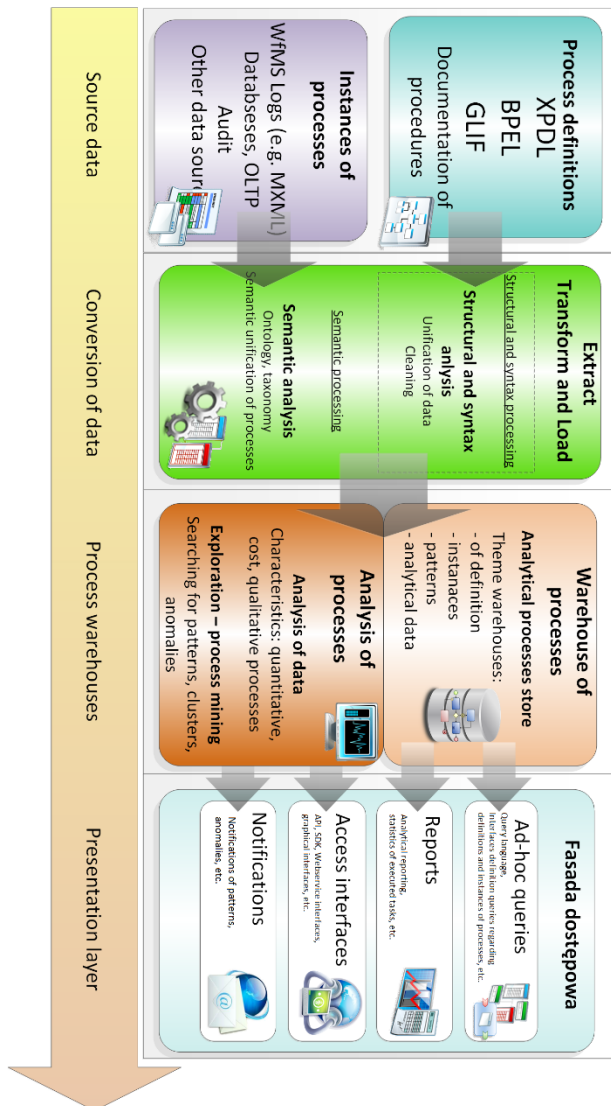 Process definitions
XPDL
BPEL
GLIF
Documentation of
procedures
Instances of
processes
WfMS Logs (e.g. MXML)
Databseses, OLTP
Audit
Other data sourc
Source data
Extract
Transform and Load
Structural and syntax processing
Structural and syntax
anlysis
Unification of data
Cleaning
Semantic processing
Semantic analysis
Ontology, taxonomy
Semantic unification of processes
Conversion of data
Warehouse of
processes
Analytical processes store
Theme warehouses:
- of definition
- instanaces
- patterns
- analytical data
Analysis of
processes
Analysis of data
Characteristics: quantitative,
cost, qualitative processes
Exploration – process mining
Searching for patterns, clusters,
anomalies
Process warehouses
Fasada dostępowa
Ad-hoc queries
Query language,
Interfaces definition queries regarding
definitions and instances of processes, etc.
Reports
Analytical reporting,
statistics of executed tasks, etc.
Access interfaces
API, SDK, Webservice interfaces,
graphical interfaces, etc.
Notifications
Notifications of patterns,
anomalies, etc.
Presentation layer